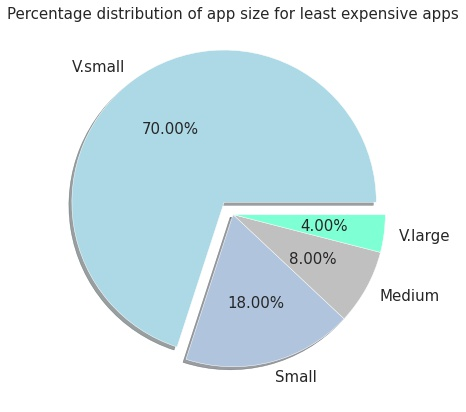 Percentage distribution of app size for least expensive apps
V.small
70.00%
4.00%
V.large
8.00%
Medium
18.00%
Small